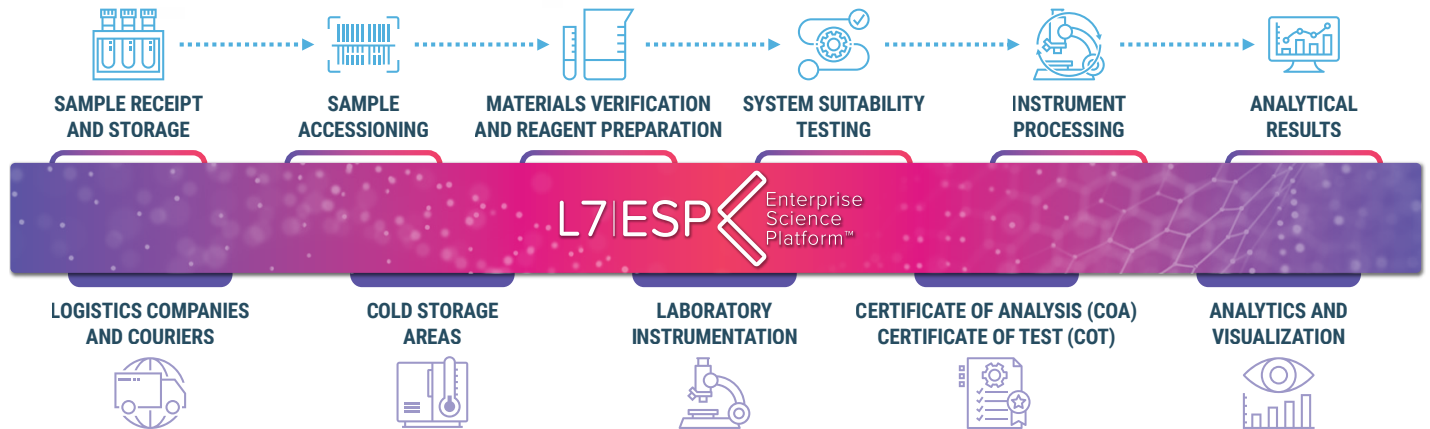 SAMPLE RECEIPT
AND STORAGE
SAMPLE
ACCESSIONING
MATERIALS VERIFICATION
AND REAGENT PREPARATION
SYSTEM SUITABILITY
TESTING
INSTRUMENT
PROCESSING
ANALYTICAL
RESULTS
L7|ESP
Enterprise
Science
Platform™
LOGISTICS COMPANIES
AND COURIERS
COLD STORAGE
AREAS
LABORATORY
INSTRUMENTATION
CERTIFICATE OF ANALYSIS (COA)
CERTIFICATE OF TEST (COT)
ANALYTICS AND
VISUALIZATION